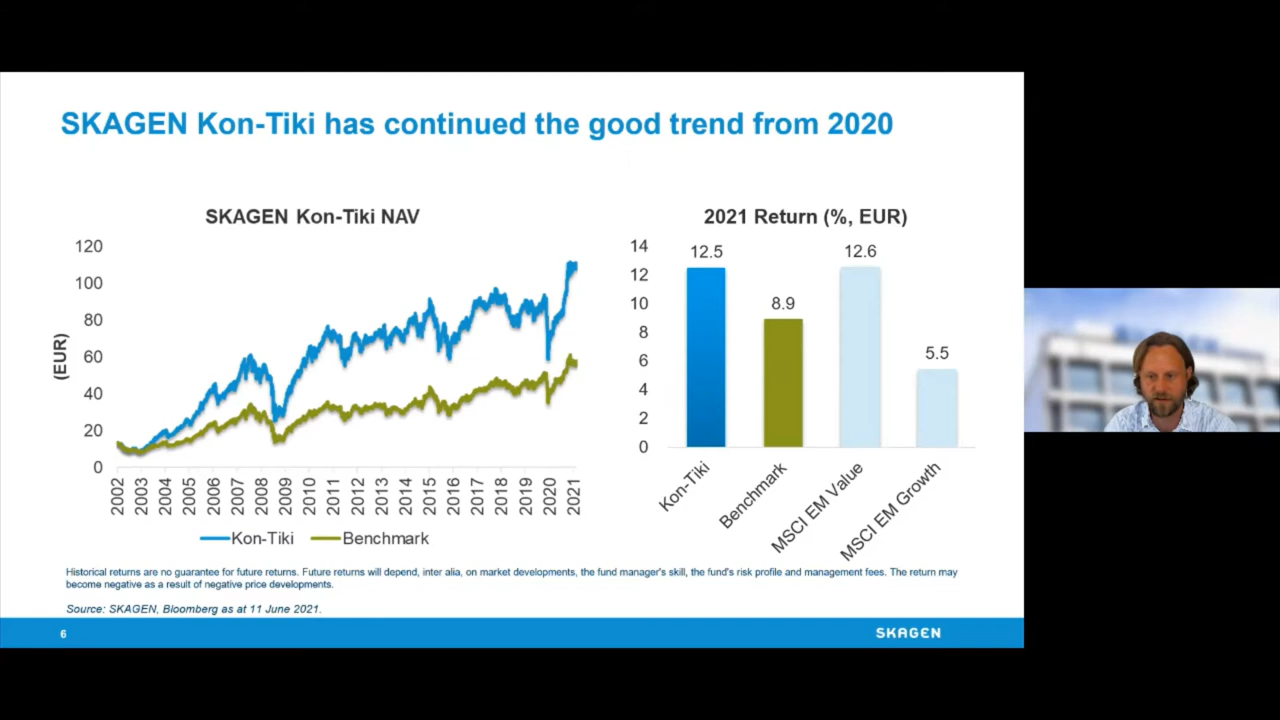 SKAGEN Kon-Tiki has continued the good trend from 2020
SKAGEN Kon-Tiki NAV
(EUR)
120
100
80
60
40
20
0
2002
2003
2004
2005
2006
2007
2008
2009
2010
2011
2012
2013
2014
2015
2016
2017
2018
2019
2020
2021
Kon-Tiki
Benchmark
2021 Return (%, EUR)
14
12
10
8
6
4
2
0
12.5
8.9
12.6
5.5
Kon-Tiki
Benchmark
MSCI EM Value
MSCI EM Growth
Historical returns are no guarantee for future returns. Future returns will depend, inter alia, on market developments, the fund manager's skill, the fund's risk profile and management fees. The return may
become negative as a result of negative price developments.
Source: SKAGEN, Bloomberg as at 11 June 2021.
6
SKAGEN